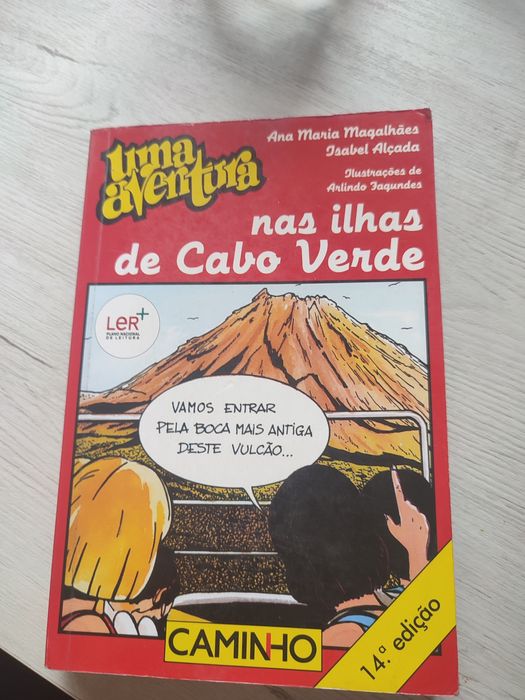 uma
aventura
Ana Maria Magalhães
Isabel Alçada
Ilustrações de
Arlindo Fagundes
nas ilhas
de Cabo Verde
LeR+
PLANO NACIONAL
DE LEITURA
VAMOS ENTRAR
PELA BOCA MAIS ANTIGA
DESTE VULCÃO...
CAMINHO
14.ª edição